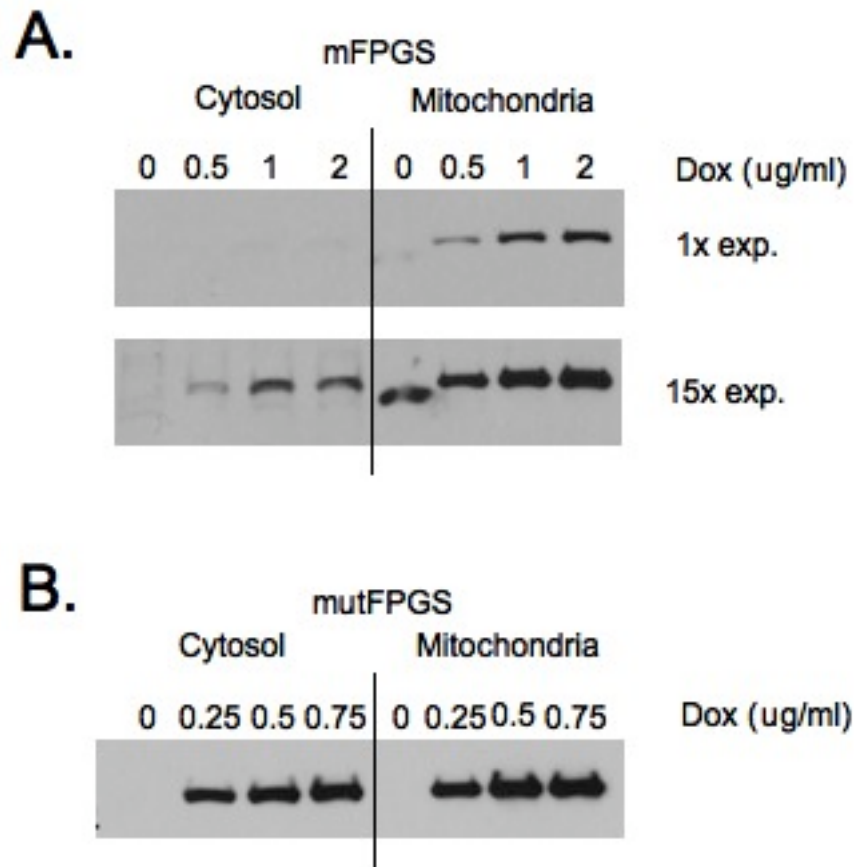 A.
mFPGS
Cytosol Mitochondria
0 0.5 1 2 0 0.5 1 2 Dox (ug/ml)
1x exp.
15x exp.
B.
mutFPGS
Cytosol Mitochondria
0 0.25 0.5 0.75 0 0.25 0.5 0.75 Dox (ug/ml)